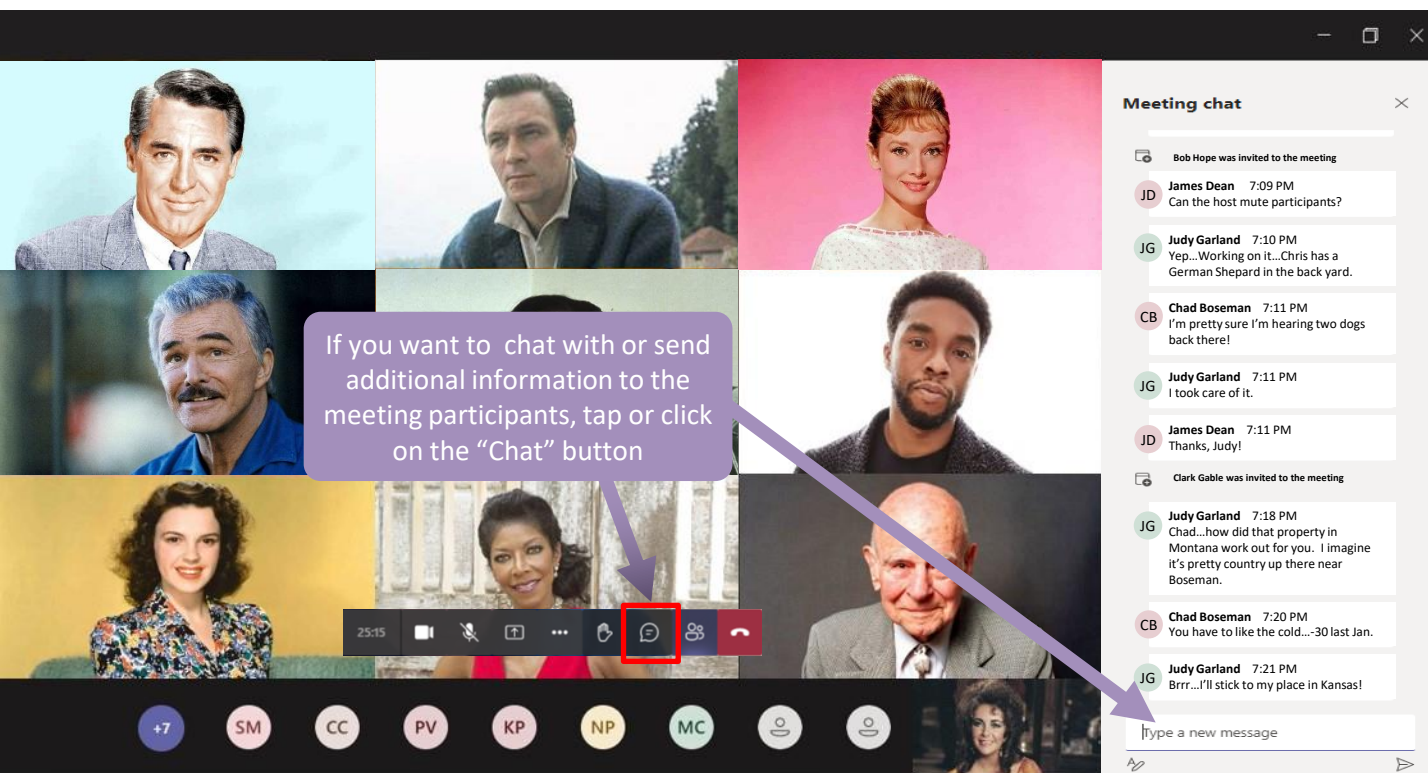 Meeting chat
Bob Hope was invited to the meeting
JD
James Dean 7:09 PM
Can the host mute participants?
JG
Judy Garland 7:10 PM
Yep...Working on it...Chris has a
German Shepard in the back yard.
CB
Chad Boseman 7:11 PM
I'm pretty sure I'm hearing two dogs
back there!
JG
Judy Garland 7:11 PM
I took care of it.
JD
James Dean 7:11 PM
Thanks, Judy!
Clark Gable was invited to the meeting
JG
Judy Garland 7:18 PM
Chad...how did that property in
Montana work out for you. I imagine
it's pretty country up there near
Boseman.
CB
Chad Boseman 7:20 PM
You have to like the cold...-30 last Jan.
JG
Judy Garland 7:21 PM
Brrr...I'll stick to my place in Kansas!
Type a new message
If you want to chat with or send
additional information to the
meeting participants, tap or click
on the “Chat” button
25:15
+7 SM CC PV KP NP MC